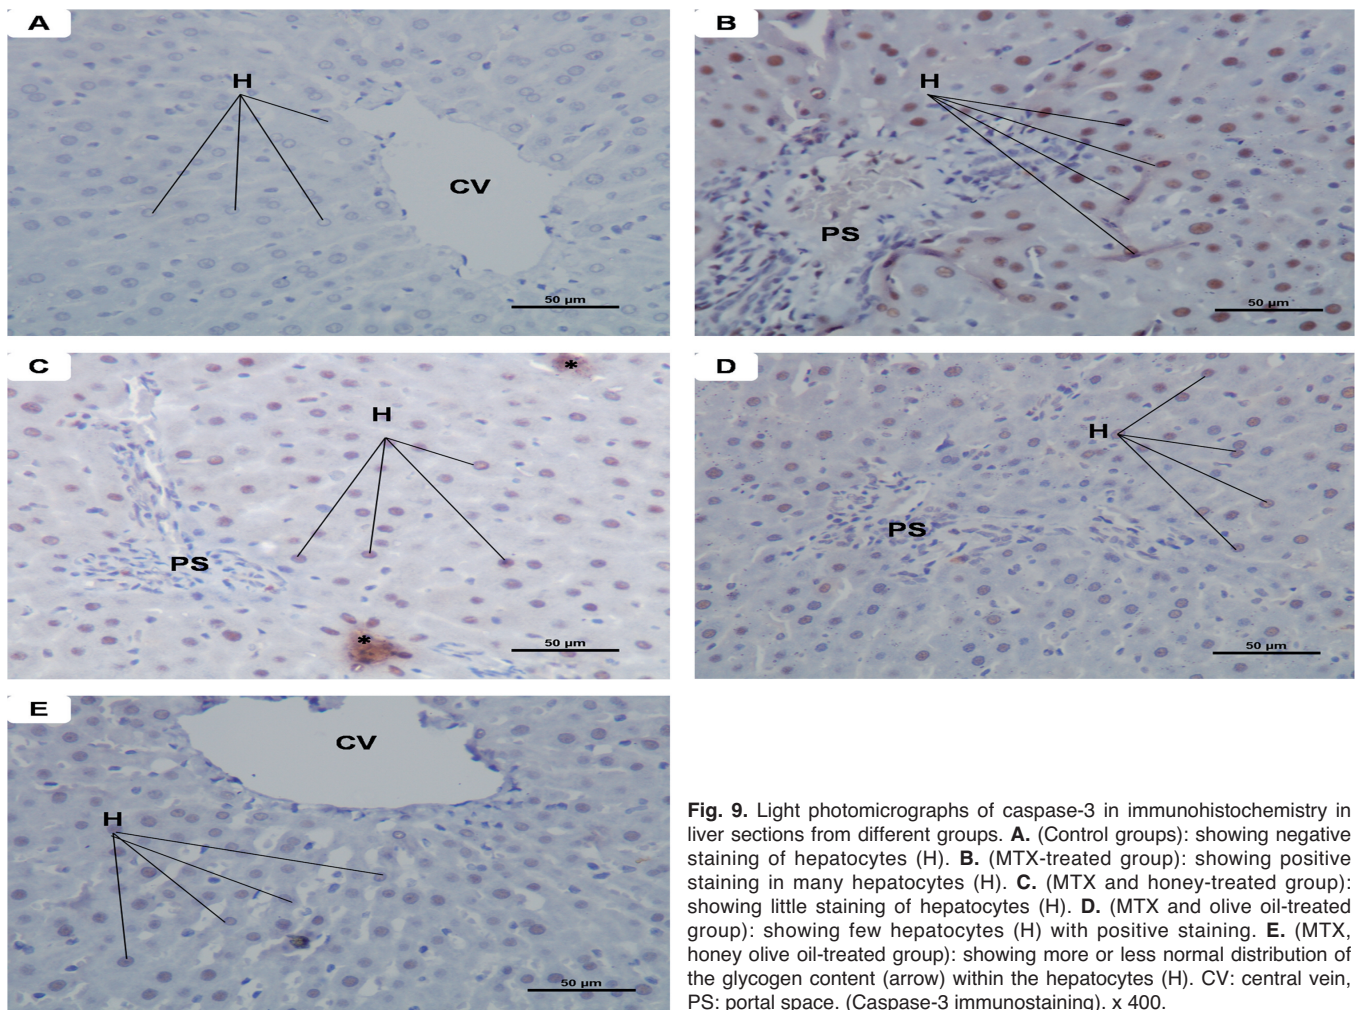 A
H
CV
50 µm
B
H
PS
50 µm
C
*
H
PS
*
50 µm
D
H
PS
50 µm
E
CV
H
50 µm
Fig. 9. Light photomicrographs of caspase-3 in immunohistochemistry in
liver sections from different groups. A. (Control groups): showing negative
staining of hepatocytes (H). B. (MTX-treated group): showing positive
staining in many hepatocytes (H). C. (MTX and honey-treated group):
showing little staining of hepatocytes (H). D. (MTX and olive oil-treated
group): showing few hepatocytes (H) with positive staining. E. (MTX,
honey olive oil-treated group): showing more or less normal distribution of
the glycogen content (arrow) within the hepatocytes (H). CV: central vein,
PS: portal space. (Caspase-3 immunostaining). x 400.